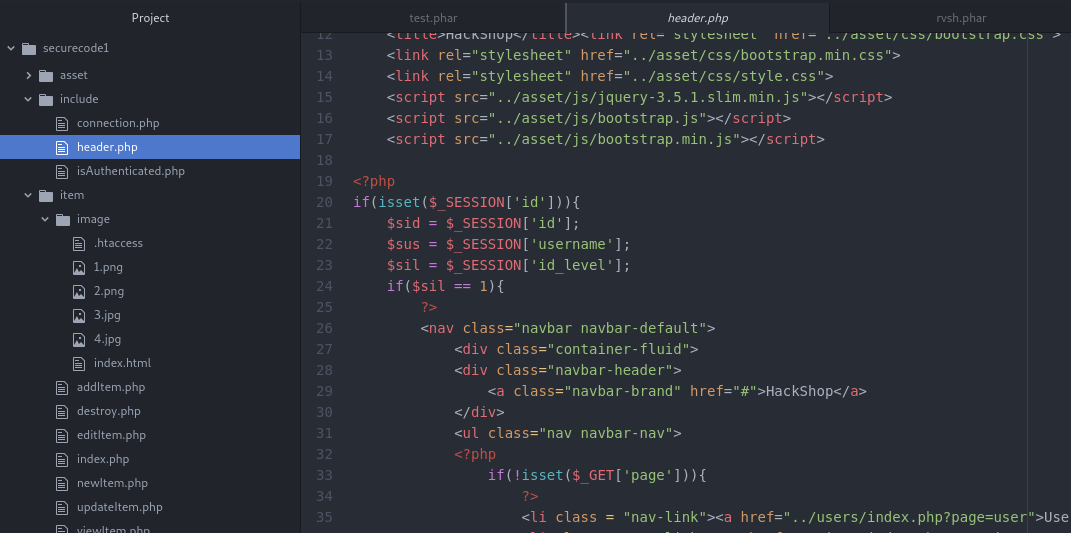 Project
securecode1
asset
include
connection.php
header.php
isAuthenticated.php
item
image
.htaccess
1.png
2.png
3.jpg
4.jpg
index.html
addItem.php
destroy.php
editItem.php
index.php
newItem.php
updateItem.php
viewItem.php
test.phar
header.php
rvsh.phar
12 <title>HackShop</title><link rel="stylesheet" href="../asset/css/bootstrap.css">
13 <link rel="stylesheet" href="../asset/css/bootstrap.min.css">
14 <link rel="stylesheet" href="../asset/css/style.css">
15 <script src="../asset/js/jquery-3.5.1.slim.min.js"></script>
16 <script src="../asset/js/bootstrap.js"></script>
17 <script src="../asset/js/bootstrap.min.js"></script>
18
19 <?php
20 if(isset($_SESSION['id'])){
21 $sid = $_SESSION['id'];
22 $sus = $_SESSION['username'];
23 $sil = $_SESSION['id_level'];
24 if($sil == 1){
25 ?>
26 <nav class="navbar navbar-default">
27 <div class="container-fluid">
28 <div class="navbar-header">
29 <a class="navbar-brand" href="#">HackShop</a>
30 </div>
31 <ul class="nav navbar-nav">
32 <?php
33 if(!isset($_GET['page'])){
34 ?>
35 <li class = "nav-link"><a href="../users/index.php?page=user">Use